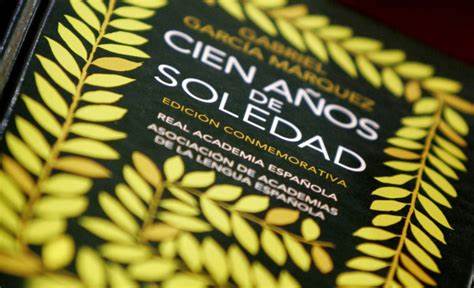 GABRIEL
GARCÍA MÁRQUEZ
CIEN AÑOS
DE
SOLEDAD
EDICIÓN CONMEMORATIVA
REAL ACADEMIA ESPAÑOLA
ASOCIACIÓN DE ACADEMIAS
DE LA LENGUA ESPAÑOLA